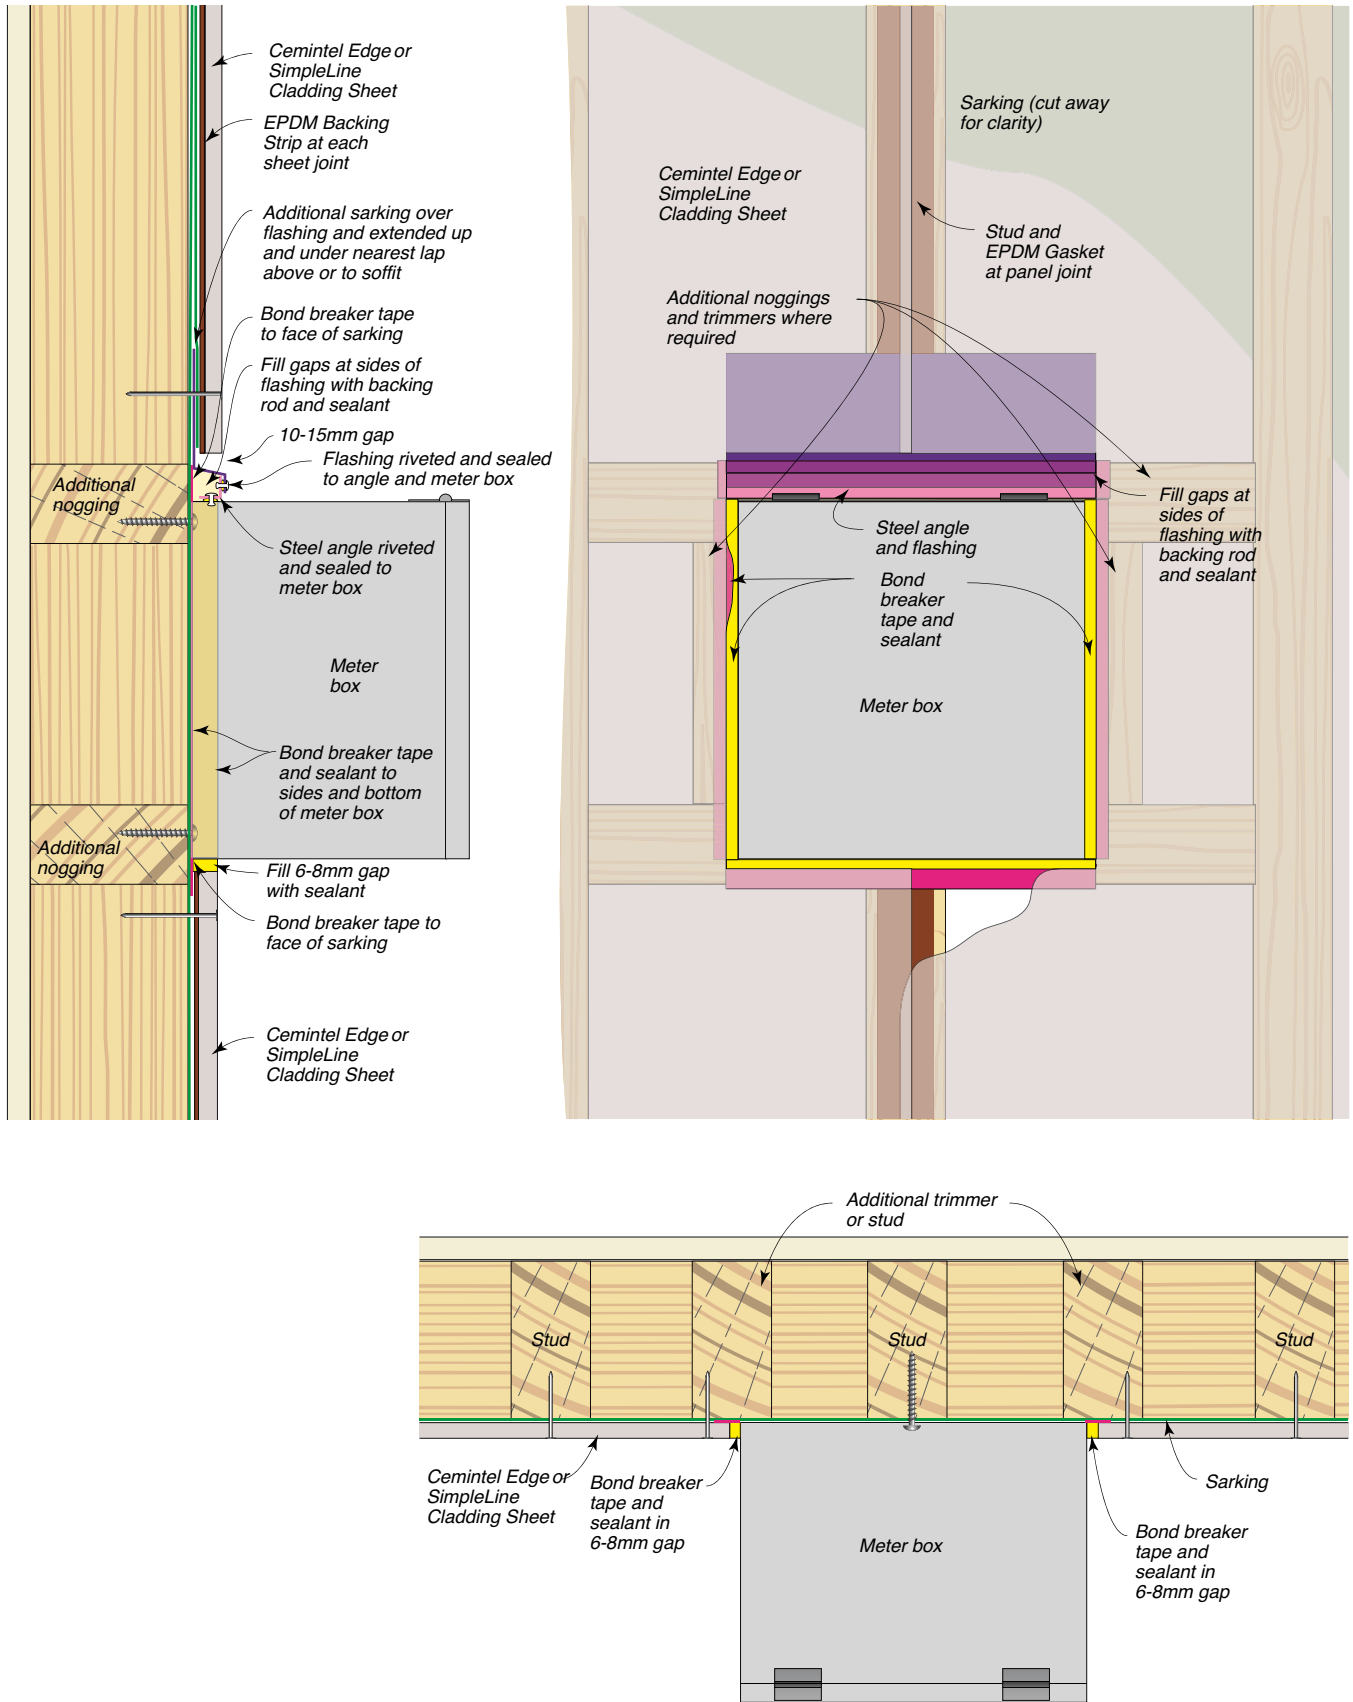 Cemintel Edge or
SimpleLine
Cladding Sheet
EPDM Backing
Strip at each
sheet joint
Additional sarking over
flashing and extended up
and under nearest lap
above or to soffit
Bond breaker tape
to face of sarking
Fill gaps at sides of
flashing with backing
rod and sealant
10-15mm gap
Flashing riveted and sealed
to angle and meter box
Additional
nogging
Steel angle riveted
and sealed to
meter box
Meter
box
Bond breaker tape
and sealant to
sides and bottom
of meter box
Additional
nogging
Fill 6-8mm gap
with sealant
Bond breaker tape to
face of sarking
Cemintel Edge or
SimpleLine
Cladding Sheet
Sarking (cut away
for clarity)
Cemintel Edge or
SimpleLine
Cladding Sheet
Stud and
EPDM Gasket
at panel joint
Additional noggings
and trimmers where
required
Fill gaps at
sides of
flashing with
backing rod
and sealant
Steel angle
and flashing
Bond
breaker
tape and
sealant
Meter box
Additional trimmer
or stud
Stud
Stud
Stud
Cemintel Edge or
SimpleLine
Cladding Sheet
Bond breaker
tape and
sealant in
6-8mm gap
Meter box
Sarking
Bond breaker
tape and
sealant in
6-8mm gap